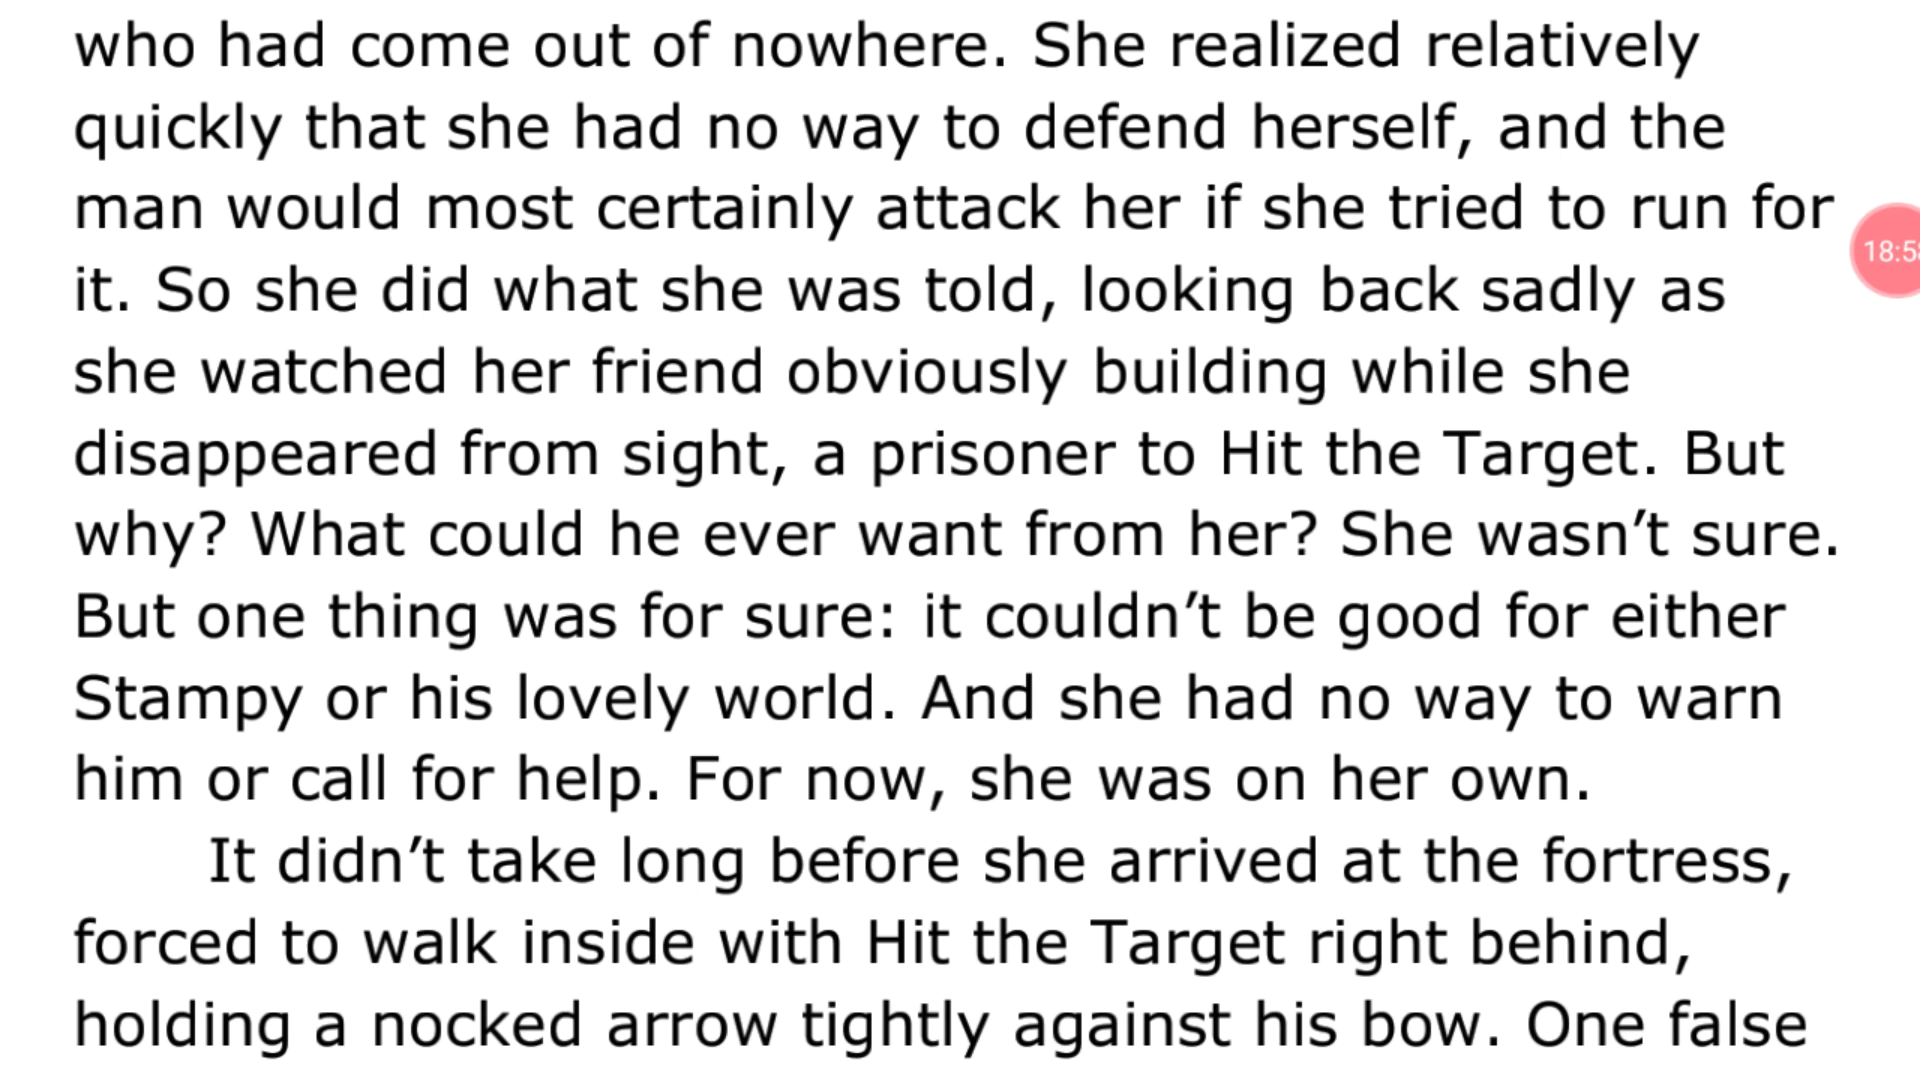 who had come out of nowhere. She realized relatively
quickly that she had no way to defend herself, and the
man would most certainly attack her if she tried to run for
it. So she did what she was told, looking back sadly as
she watched her friend obviously building while she
disappeared from sight, a prisoner to Hit the Target. But
why? What could he ever want from her? She wasn’t sure.
But one thing was for sure: it couldn’t be good for either
Stampy or his lovely world. And she had no way to warn
him or call for help. For now, she was on her own.
It didn’t take long before she arrived at the fortress,
forced to walk inside with Hit the Target right behind,
holding a nocked arrow tightly against his bow. One false